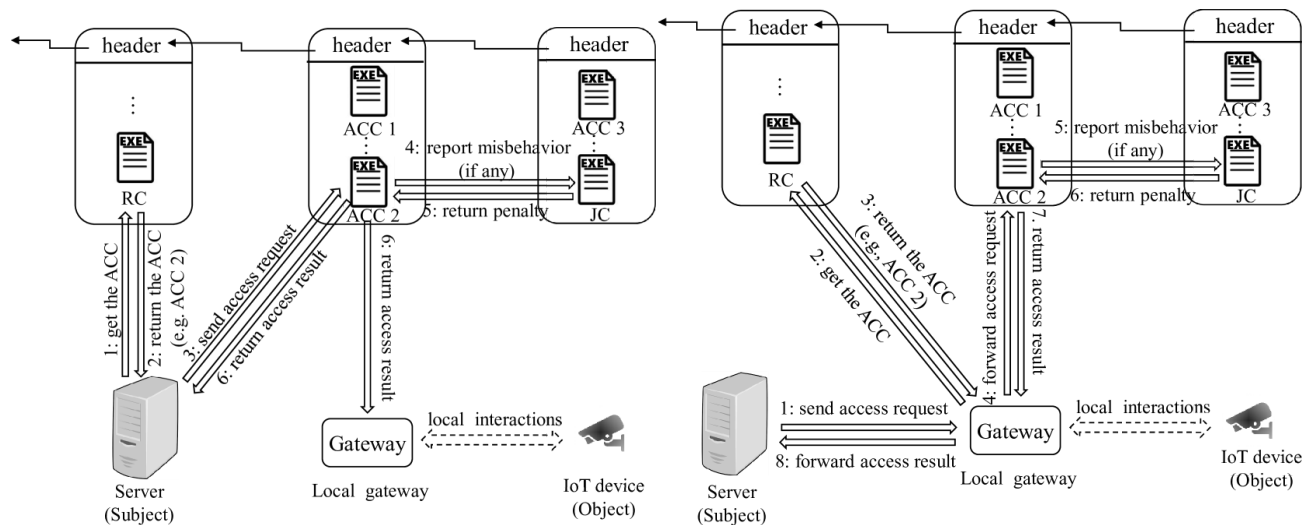 header
header
header
EXE
RC
EXE
ACC 1
EXE
ACC 2
EXE
ACC 3
EXE
JC
4: report misbehavior
(if any)
5: return penalty
1: get the ACC
2: return the ACC
(e.g. ACC 2)
3: send access request
6: return access result
6: return access result
Server
(Subject)
Gateway
Local gateway
local interactions
IoT device
(Object)
header
header
header
EXE
RC
EXE
ACC 1
EXE
ACC 2
EXE
ACC 3
EXE
JC
5: report misbehavior
(if any)
6: return penalty
3: return the ACC
(e.g., ACC 2)
2: get the ACC
4: forward access request
7 return access result
1: send access request
8: forward access result
Server
(Subject)
Gateway
Local gateway
local interactions
IoT device
(Object)